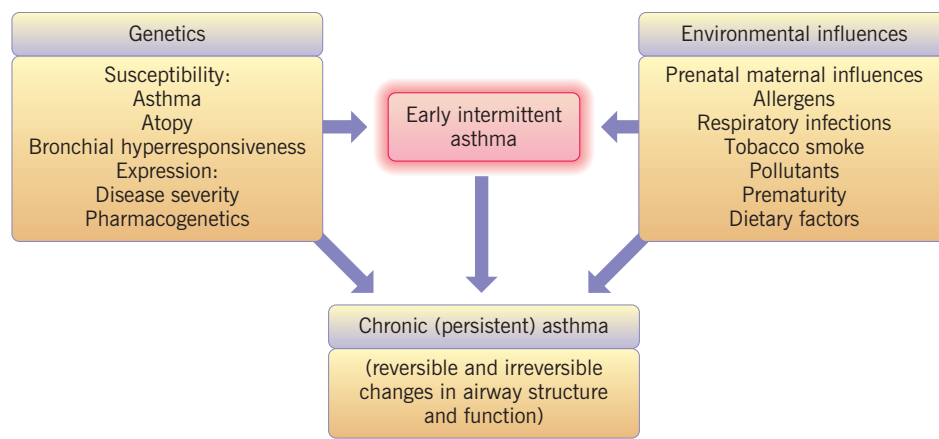 Genetics
Susceptibility:
Asthma
Atopy
Bronchial hyperresponsiveness
Expression:
Disease severity
Pharmacogenetics
Early intermittent
asthma
Environmental influences
Prenatal maternal influences
Allergens
Respiratory infections
Tobacco smoke
Pollutants
Prematurity
Dietary factors
Chronic (persistent) asthma
(reversible and irreversible
changes in airway structure
and function)